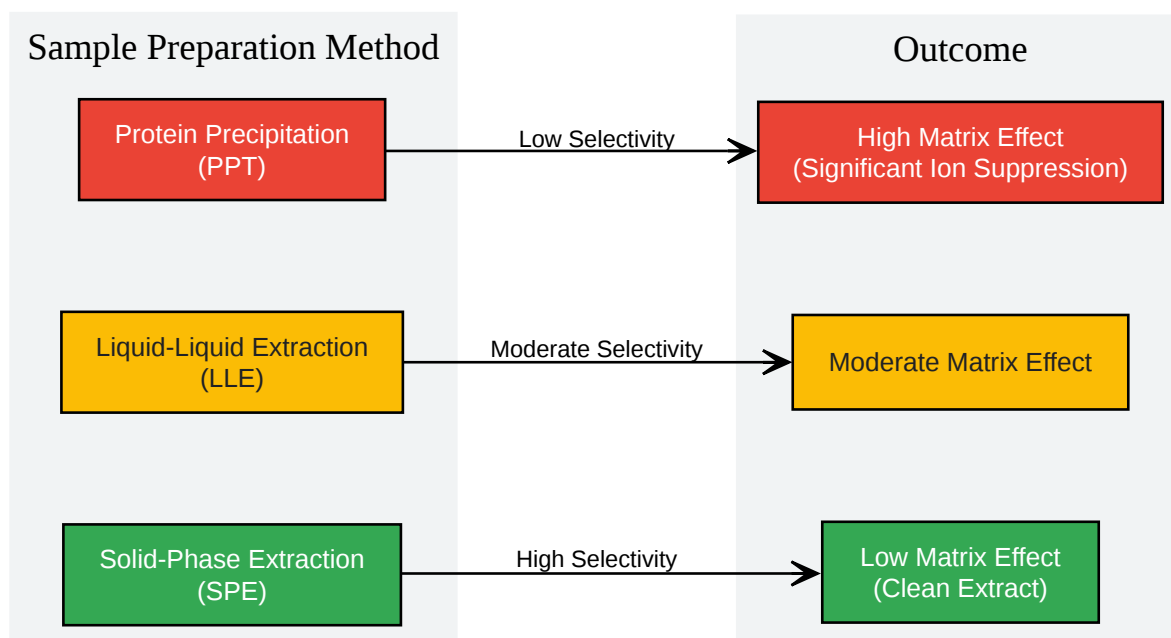 Sample Preparation Method
Outcome
Protein Precipitation
(PPT)
Low Selectivity
High Matrix Effect
(Significant Ion Suppression)
Liquid-Liquid Extraction
(LLE)
Moderate Selectivity
Moderate Matrix Effect
Solid-Phase Extraction
(SPE)
High Selectivity
Low Matrix Effect
(Clean Extract)